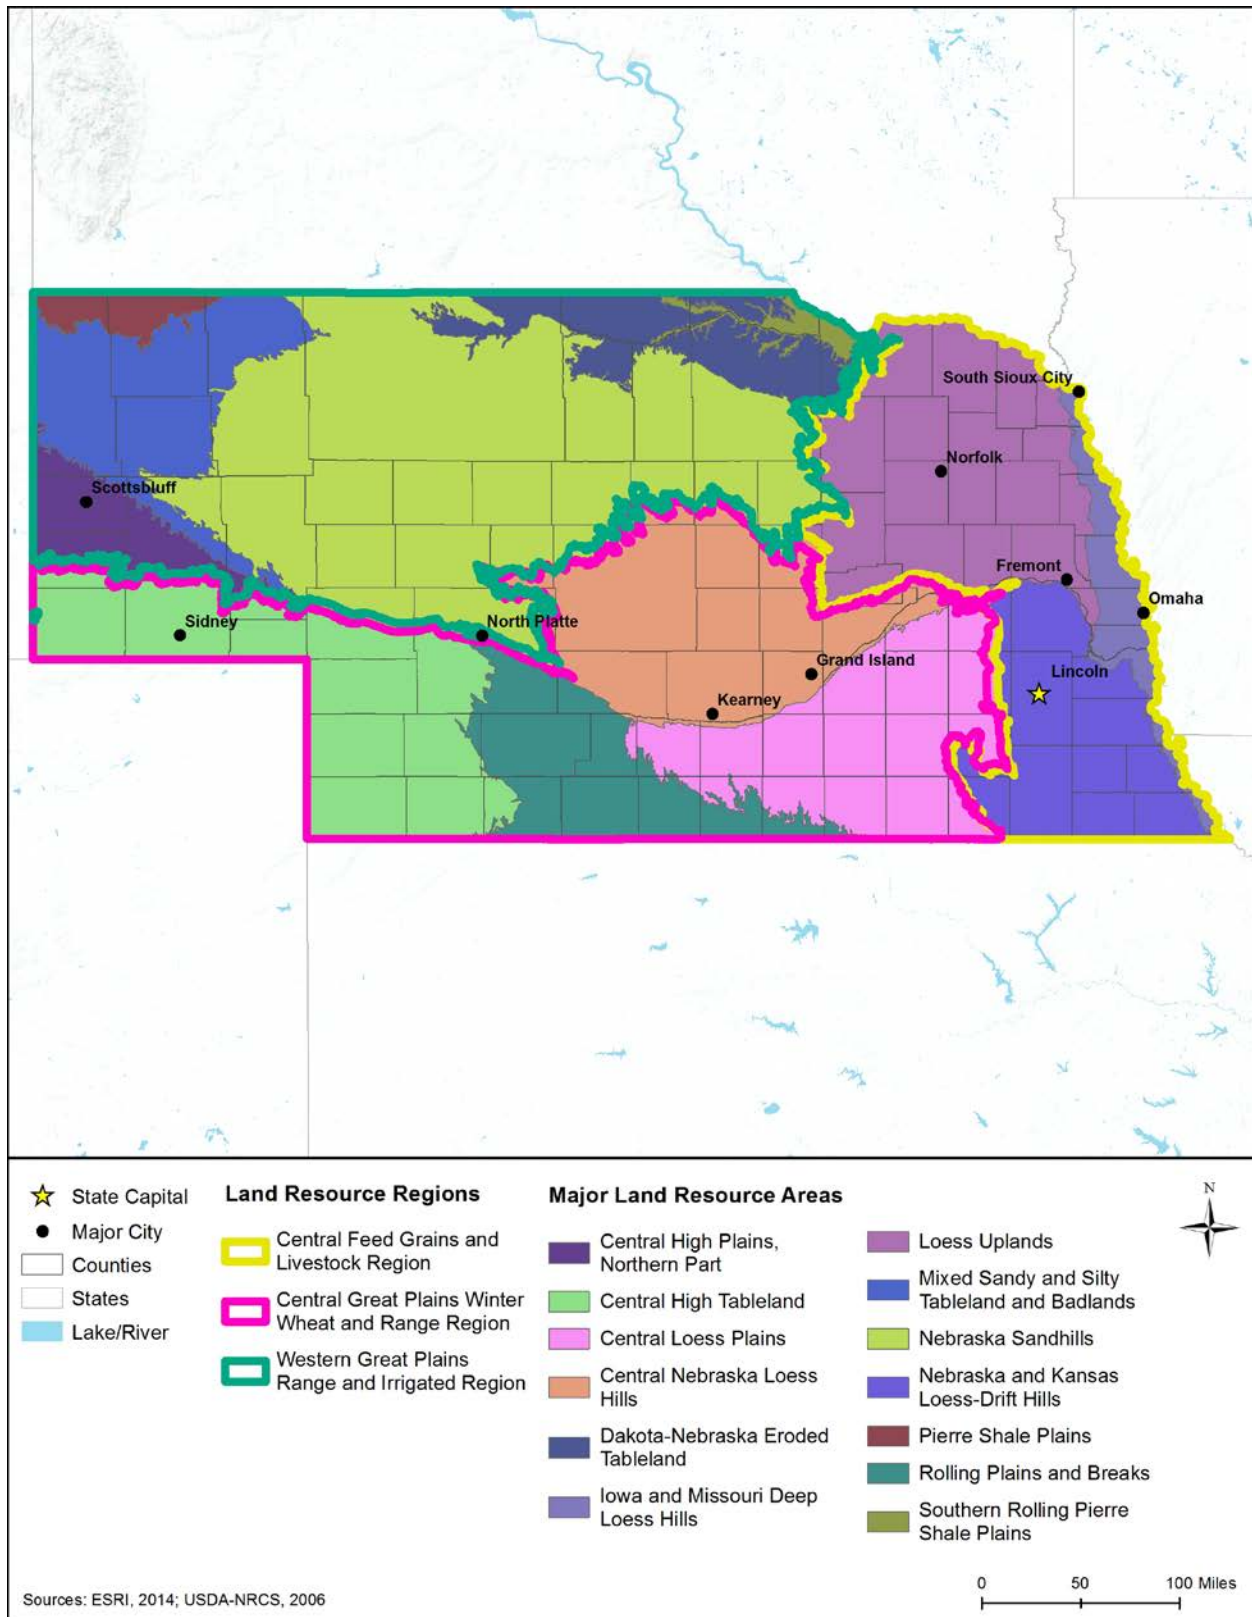 South Sioux City
Norfolk
Scottsbluff
Fremont
Omaha
Sidney
North Platte
Grand Island
Lincoln
Kearney
State Capital
Major City
Counties
States
Lake/River
Land Resource Regions
Central Feed Grains and
Livestock Region
Central Great Plains Winter
Wheat and Range Region
Western Great Plains
Range and Irrigated Region
Major Land Resource Areas
Central High Plains,
Northern Part
Central High Tableland
Central Loess Plains
Central Nebraska Loess
Hills
Dakota-Nebraska Eroded
Tableland
Iowa and Missouri Deep
Loess Hills
Loess Uplands
Mixed Sandy and Silty
Tableland and Badlands
Nebraska Sandhills
Nebraska and Kansas
Loess-Drift Hills
Pierre Shale Plains
Rolling Plains and Breaks
Southern Rolling Pierre
Shale Plains
N
0 50 100 Miles
Sources: ESRI, 2014; USDA-NRCS, 2006